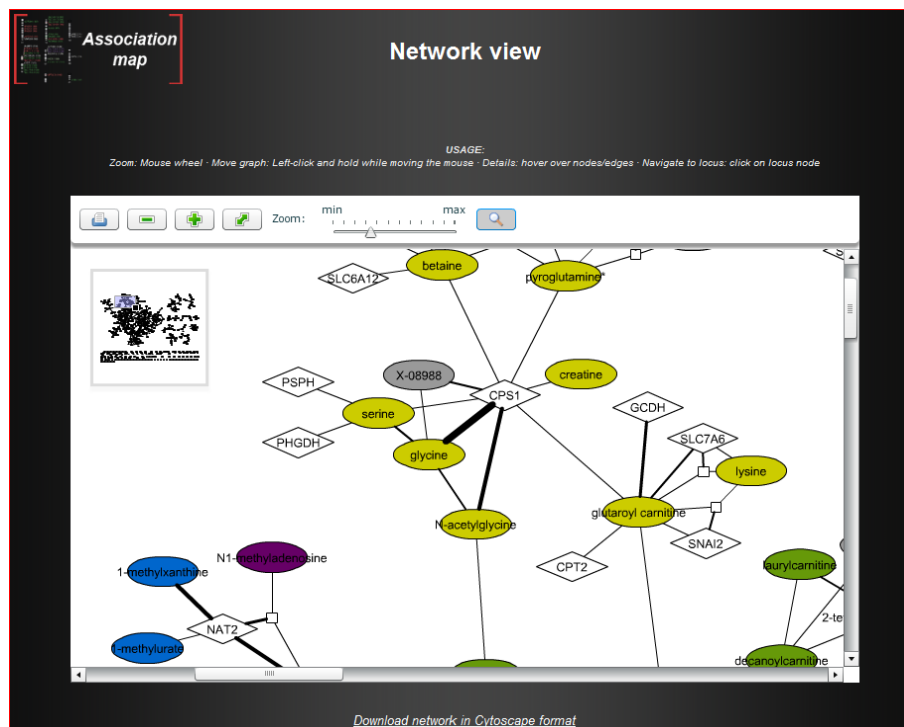 Association
map
Network view
USAGE:
Zoom: Mouse wheel · Move graph: Left-click and hold while moving the mouse · Details: hover over nodes/edges · Navigate to locus: click on locus node
Zoom:
min
max
betaine
pyroglutamine*
SLC6A12
X-08988
creatine
PSPH
CPS1
GCDH
serine
SLC7A6
PHGDH
glycine
lysine
glutaroyl carnitine
N-acetylglycine
SNAI2
N1-methyladenosine
CPT2
1-methylxanthine
laurylcarnitine
2-te
NAT2
1-methylurate
decanoylcarnitine
Download network in Cytoscape format